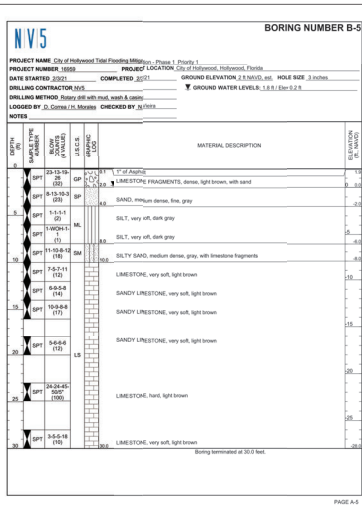 BORING NUMBER B-5
NV5
PROJECT NAME City of Hollywood Tidal Flooding Mitigation - Phase 1 Priority 1
PROJECT NUMBER 16959 PROJECT LOCATION City of Hollywood, Hollywood, Florida
DATE STARTED 2/3/21 COMPLETED 2/3/21 GROUND ELEVATION 2 ft NAVD, est. HOLE SIZE 3 inches
DRILLING CONTRACTOR NV5 GROUND WATER LEVELS: 1.8 ft / Elev 0.2 ft
DRILLING METHOD Rotary drill with mud, wash & casing
LOGGED BY D. Correa / H. Morales CHECKED BY N
NOTES
DEPTH (ft) SAMPLE TYPE NUMBER BLOW COUNTS (N VALUE) U.S.C.S. GRAPHIC LOG MATERIAL DESCRIPTION ELEVATION (ft., NAVD)
0
0.1 1" of Asphalt 1.9
SPT 23-13-19-26 (32) GP LIMESTONE FRAGMENTS, dense, light brown, with sand
2.0 0 0.0
SPT 8-13-10-3 (23) SP SAND, medium dense, fine, gray
4.0 -2.0
5 SPT 1-1-1-1 (2) ML SILT, very soft, dark gray
SPT 1-WOH-1-1 (1) SILT, very soft, dark gray
-5
8.0 -6.0
SPT 11-10-8-12 (18) SM SILTY SAND, medium dense, gray, with limestone fragments
10 10.0 -8.0
SPT 7-5-7-11 (12) LIMESTONE, very soft, light brown
-10
SPT 6-9-5-8 (14) SANDY LIMESTONE, very soft, light brown
15 SPT 10-9-8-8 (17) SANDY LIMESTONE, very soft, light brown
-15
SPT 5-6-6-6 (12) SANDY LIMESTONE, very soft, light brown
20 LS
-20
SPT 24-24-45-50/5" (100) LIMESTONE, hard, light brown
25
-25
SPT 3-5-5-18 (10) LIMESTONE, very soft, light brown
30 30.0 -28.0
Boring terminated at 30.0 feet.
PAGE A-5